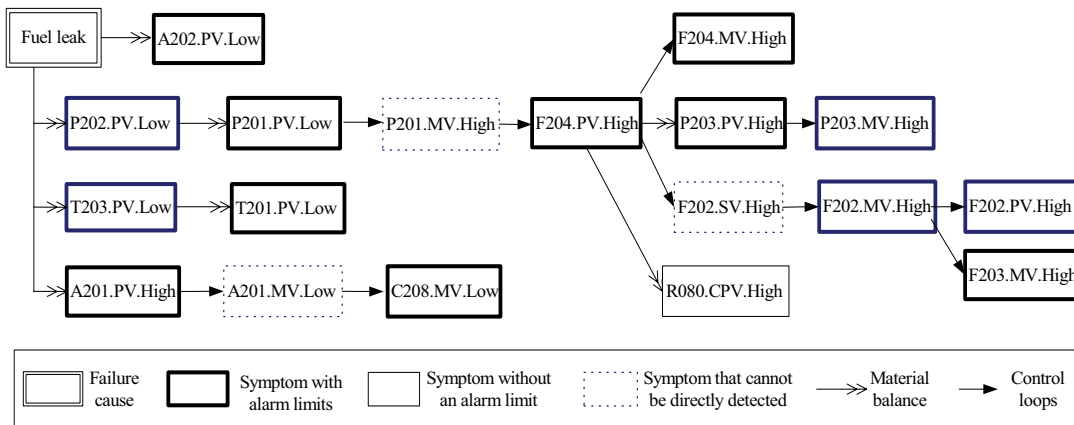 Fuel leak
A202.PV.Low
F204.MV.High
P202.PV.Low
P201.PV.Low
P201.MV.High
F204.PV.High
P203.PV.High
P203.MV.High
T203.PV.Low
T201.PV.Low
F202.SV.High
F202.MV.High
F202.PV.High
A201.PV.High
A201.MV.Low
C208.MV.Low
R080.CPV.High
F203.MV.High
Failure
cause
Symptom with
alarm limits
Symptom without
an alarm limit
Symptom that cannot
be directly detected
Material
balance
Control
loops